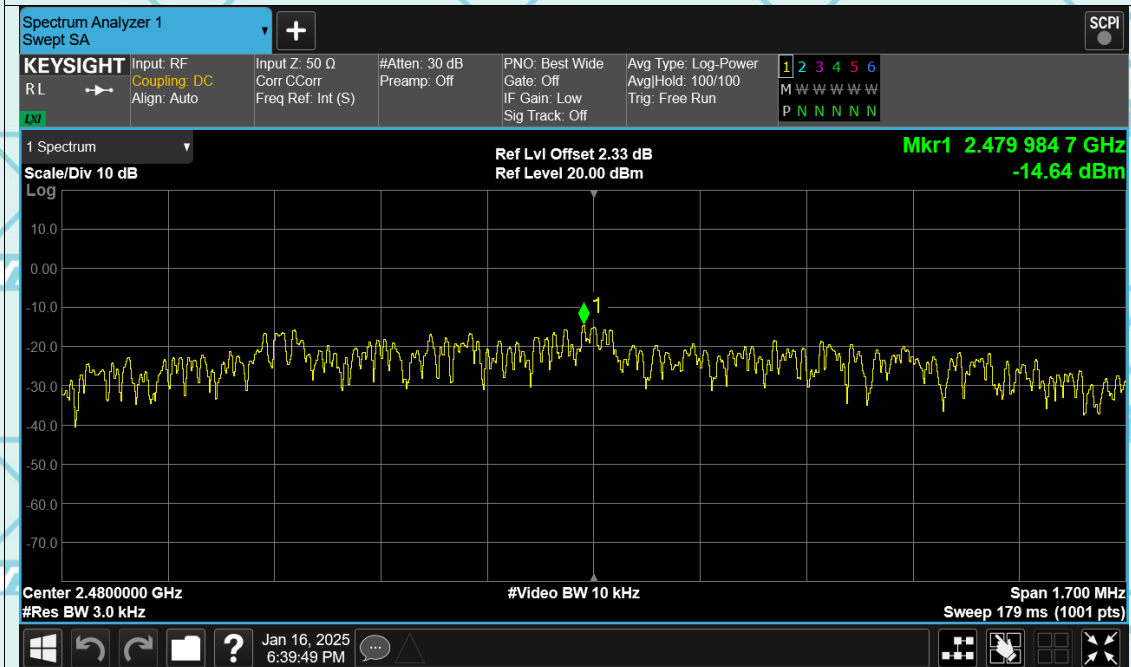 Spectrum Analyzer 1
Swept SA
+
SCPI
KEYSIGHT
RL
LXI
Input: RF
Coupling: DC
Align: Auto
Input Z: 50 Ω
Corr CCorr
Freq Ref: Int (S)
#Atten: 30 dB
Preamp: Off
PNO: Best Wide
Gate: Off
IF Gain: Low
Sig Track: Off
Avg Type: Log-Power
Avg|Hold: 100/100
Trig: Free Run
1 2 3 4 5 6
M W W W W W
P N N N N N
1 Spectrum
Scale/Div 10 dB
Log
Ref Lvl Offset 2.33 dB
Ref Level 20.00 dBm
Mkr1 2.479 984 7 GHz
-14.64 dBm
10.0
0.00
-10.0
-20.0
-30.0
-40.0
-50.0
-60.0
-70.0
1
Center 2.4800000 GHz
#Res BW 3.0 kHz
#Video BW 10 kHz
Span 1.700 MHz
Sweep 179 ms (1001 pts)
?
Jan 16, 2025
6:39:49 PM